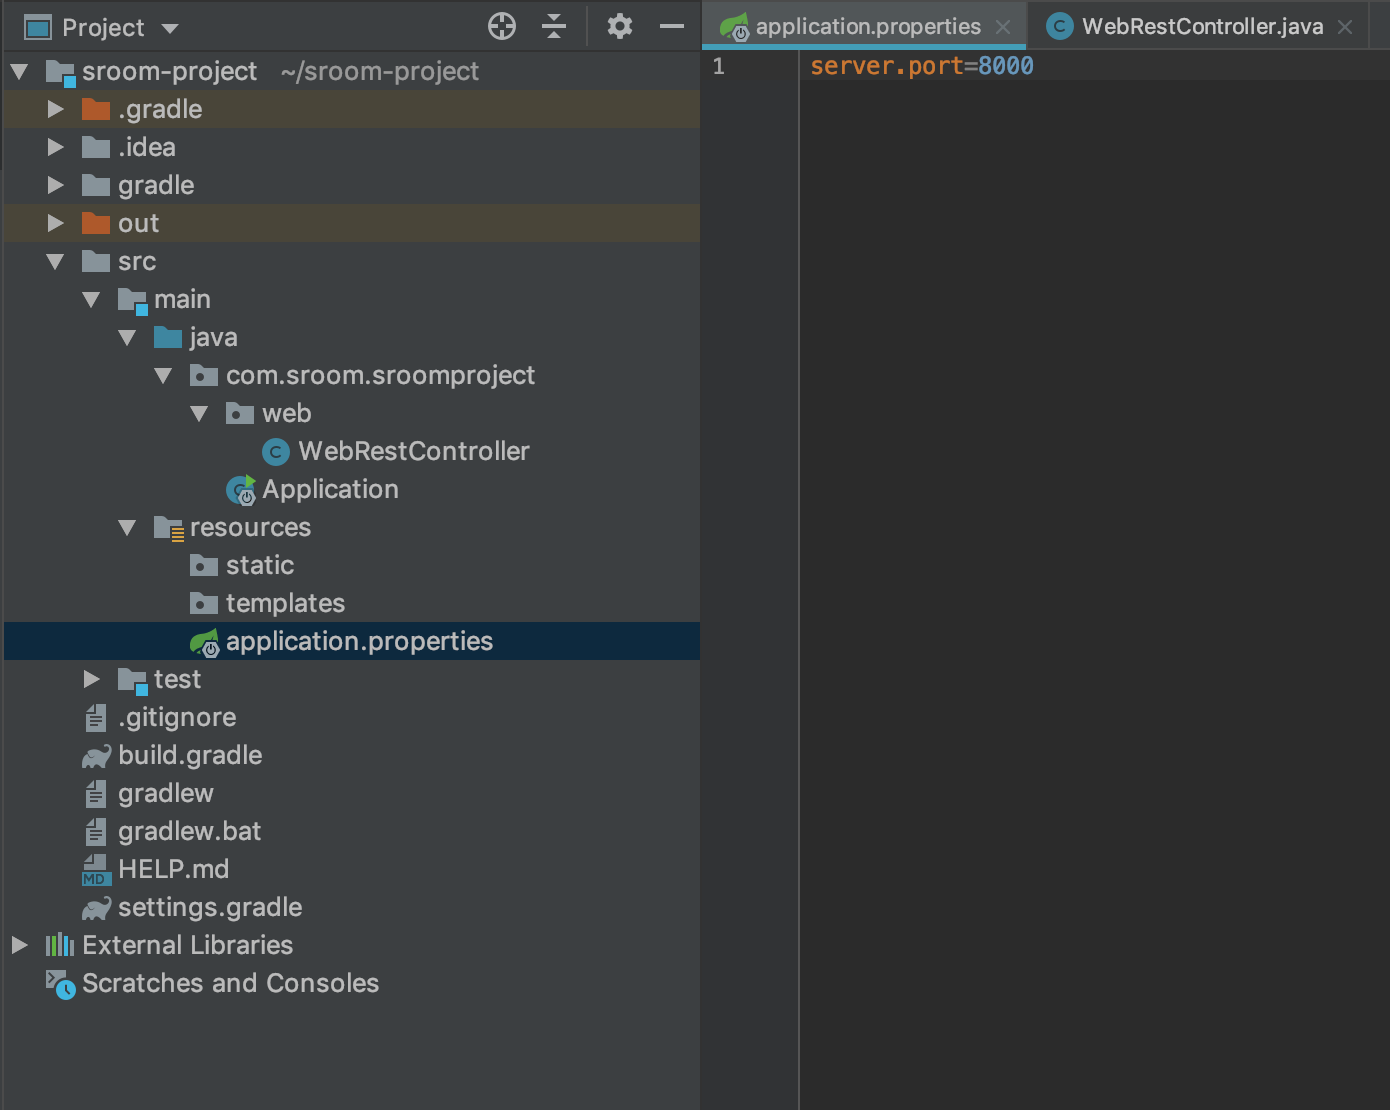 Project
sroom-project ~/sroom-project
.gradle
.idea
gradle
out
src
main
java
com.sroom.sroomproject
web
C WebRestController
Application
resources
static
templates
application.properties
test
.gitignore
build.gradle
gradlew
gradlew.bat
MD HELP.md
settings.gradle
External Libraries
Scratches and Consoles
application.properties C WebRestController.java
1 server.port=8000